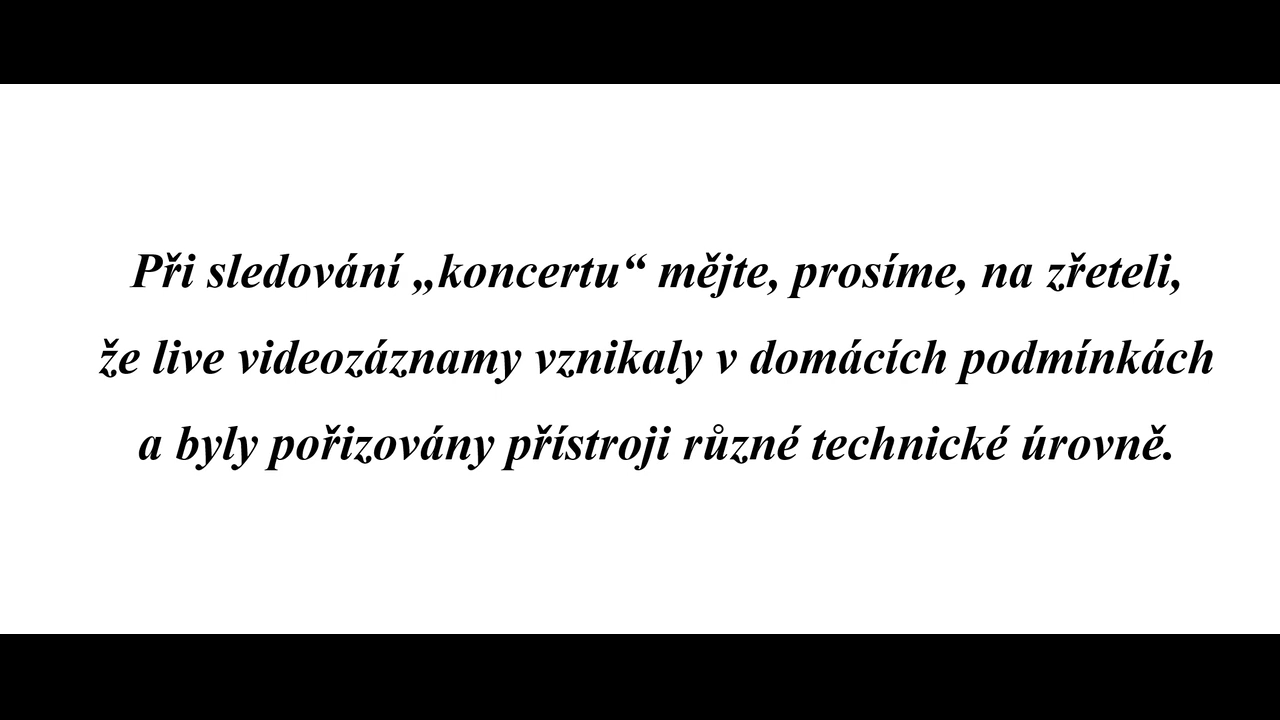 Při sledování „koncertu“ mějte, prosíme, na zřeteli,
že live videozáznamy vznikaly v domácích podmínkách
a byly pořizovány přístroji různé technické úrovně.